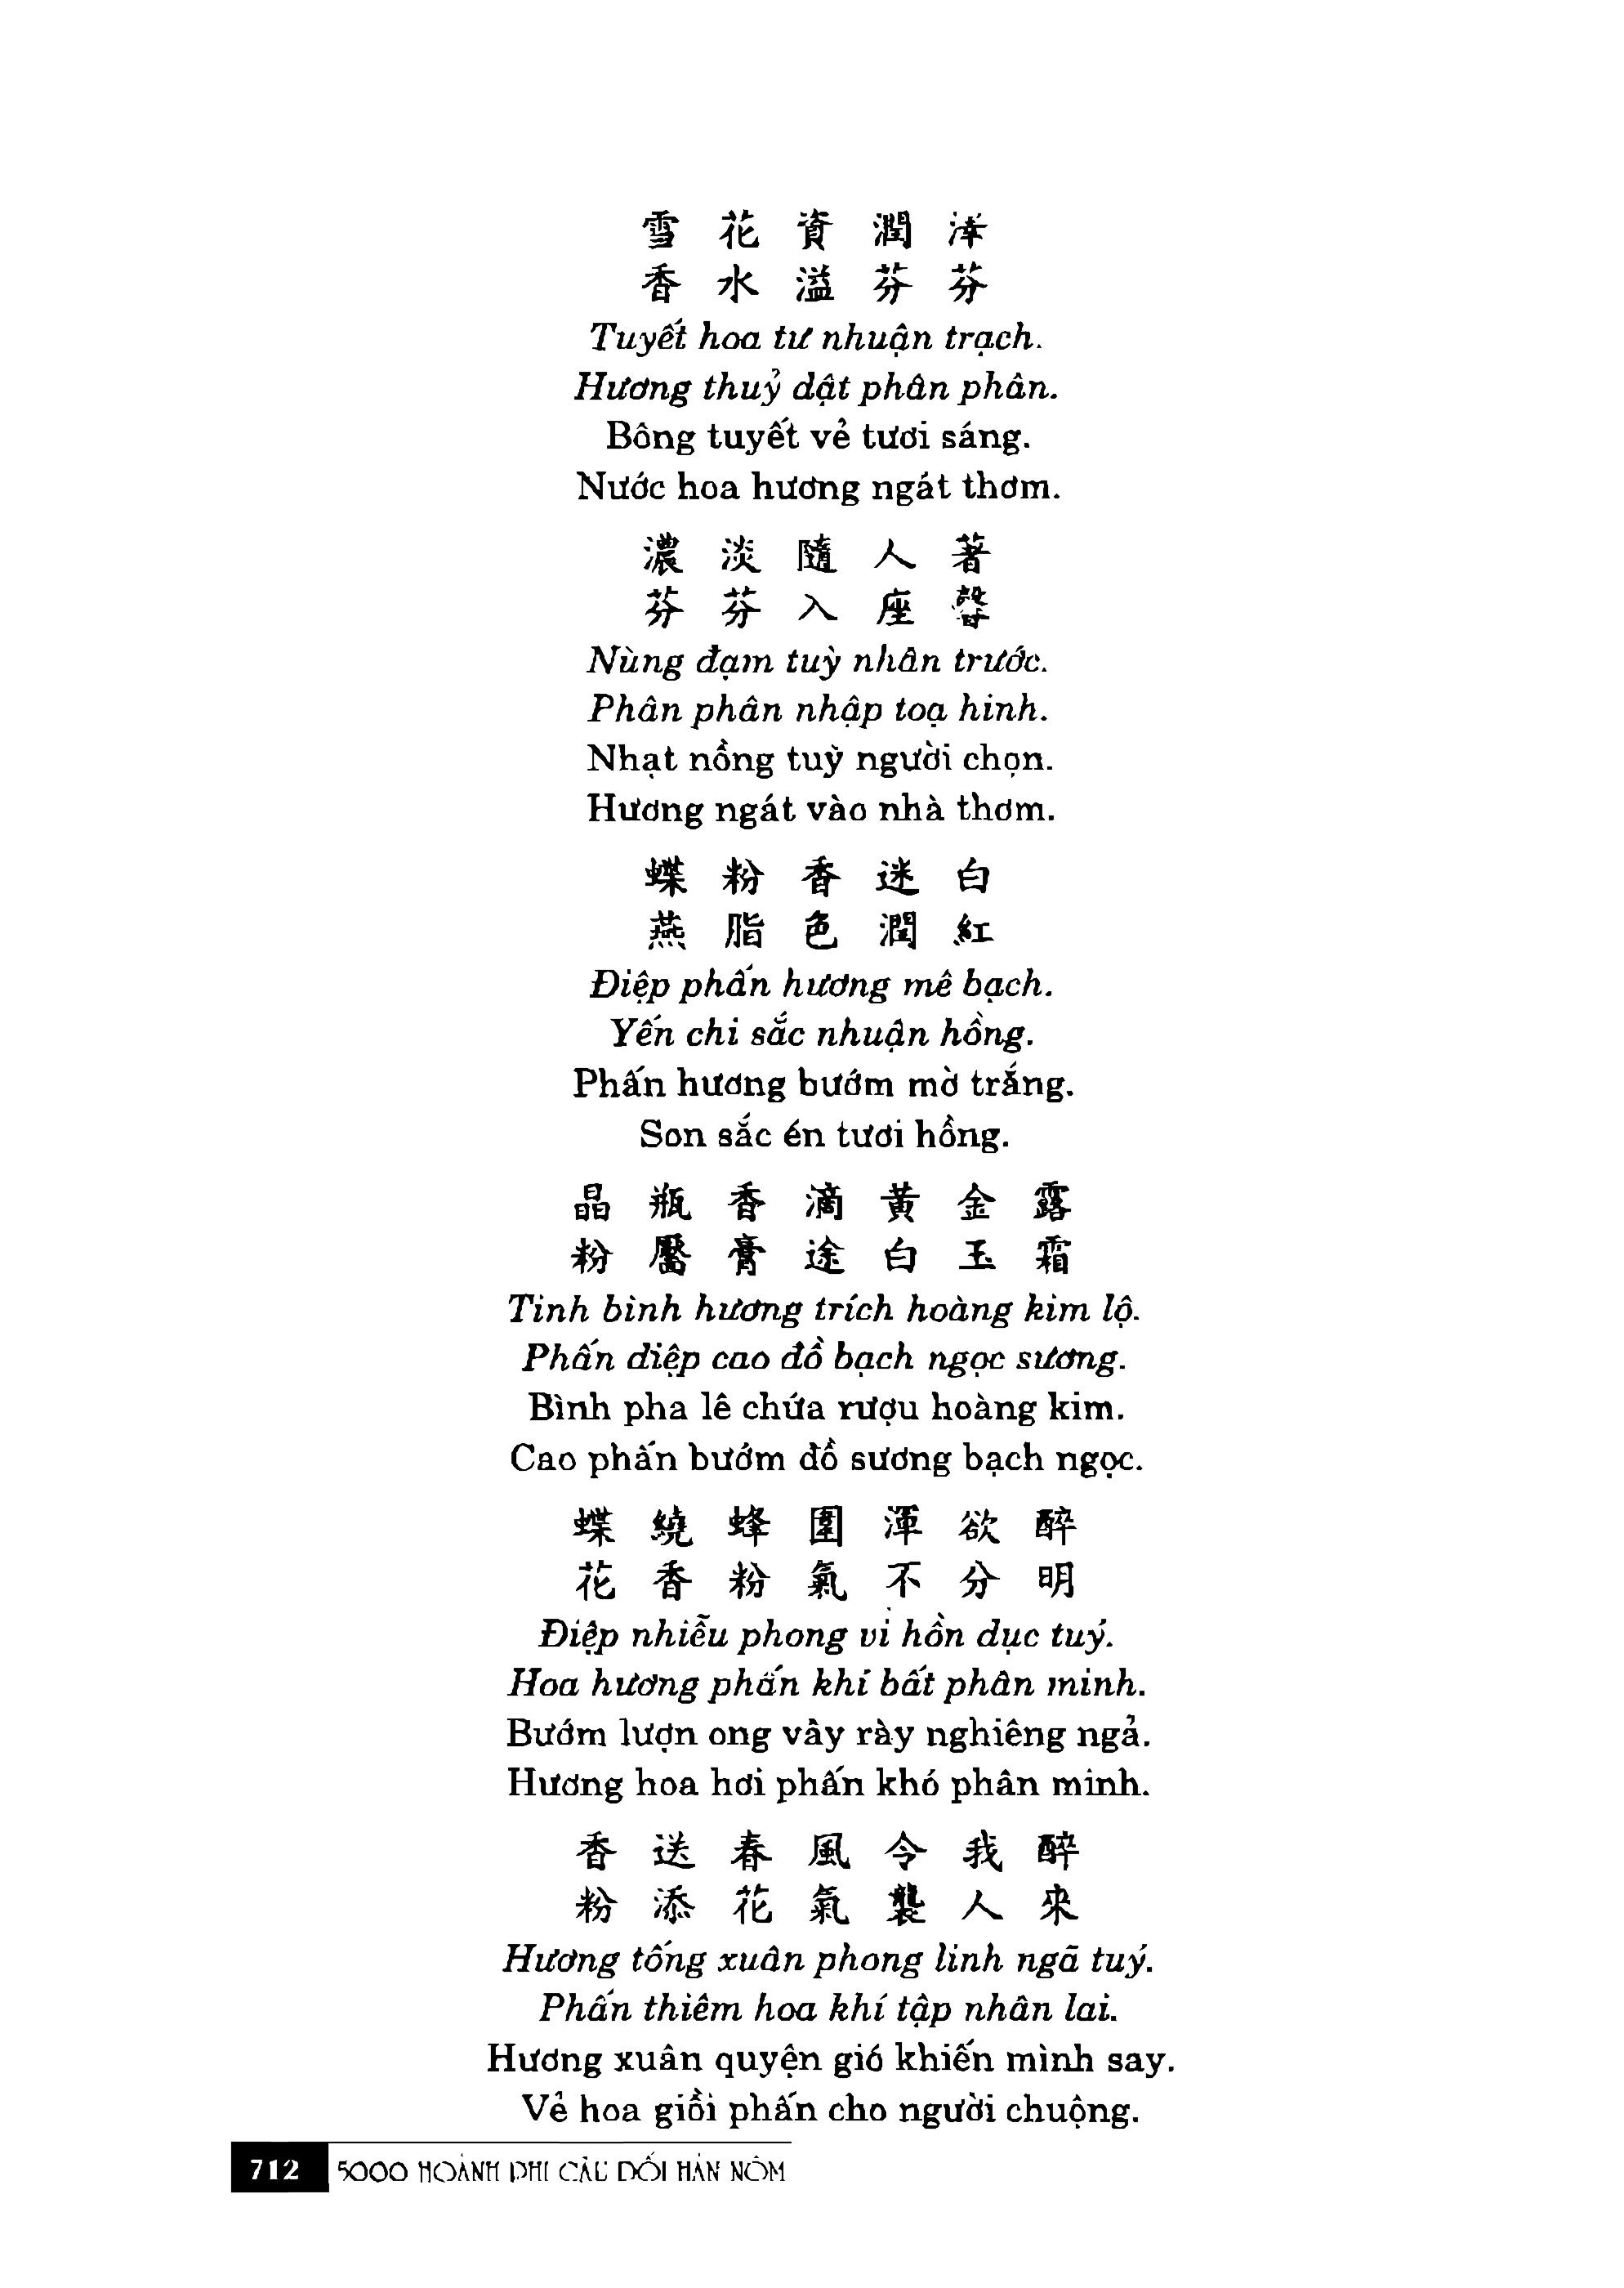 雪 花 資 潤 澤
香 水 溢 芬 芬
Tuyết hoa tư nhuận trạch.
Hương thuỷ dật phân phân.
Bông tuyết vẻ tươi sáng.
Nước hoa hương ngát thơm.
濃 淡 隨 人 著
芬 芬 入 座 馨
Nùng đạm tuỳ nhân trước.
Phân phân nhập toạ hinh.
Nhạt nồng tuỳ người chọn.
Hương ngát vào nhà thơm.
蝶 粉 香 迷 白
燕 脂 色 潤 紅
Điệp phấn hương mê bạch.
Yến chi sắc nhuận hồng.
Phấn hương bướm mờ trắng.
Son sắc én tươi hồng.
晶 瓶 香 滴 黃 金 露
粉 靨 膏 途 白 玉 霜
Tinh bình hương trích hoàng kim lộ.
Phấn diệp cao đồ bạch ngọc sương.
Bình pha lê chứa rượu hoàng kim.
Cao phấn bướm đồ sương bạch ngọc.
蝶 繞 蜂 圍 渾 欲 醉
花 香 粉 氣 不 分 明
Điệp nhiễu phong vi hồn dục tuý.
Hoa hương phấn khí bất phân minh.
Bướm lượn ong vây rày nghiêng ngả.
Hương hoa hơi phấn khó phân minh.
香 送 春 風 令 我 醉
粉 添 花 氣 襲 人 來
Hương tống xuân phong linh ngã tuý.
Phấn thiêm hoa khí tập nhân lai.
Hương xuân quyện gió khiến mình say.
Vẻ hoa giồi phấn cho người chuộng.
712 5000 HOÀNH PHI CÂU ĐỐI HÁN NÔM